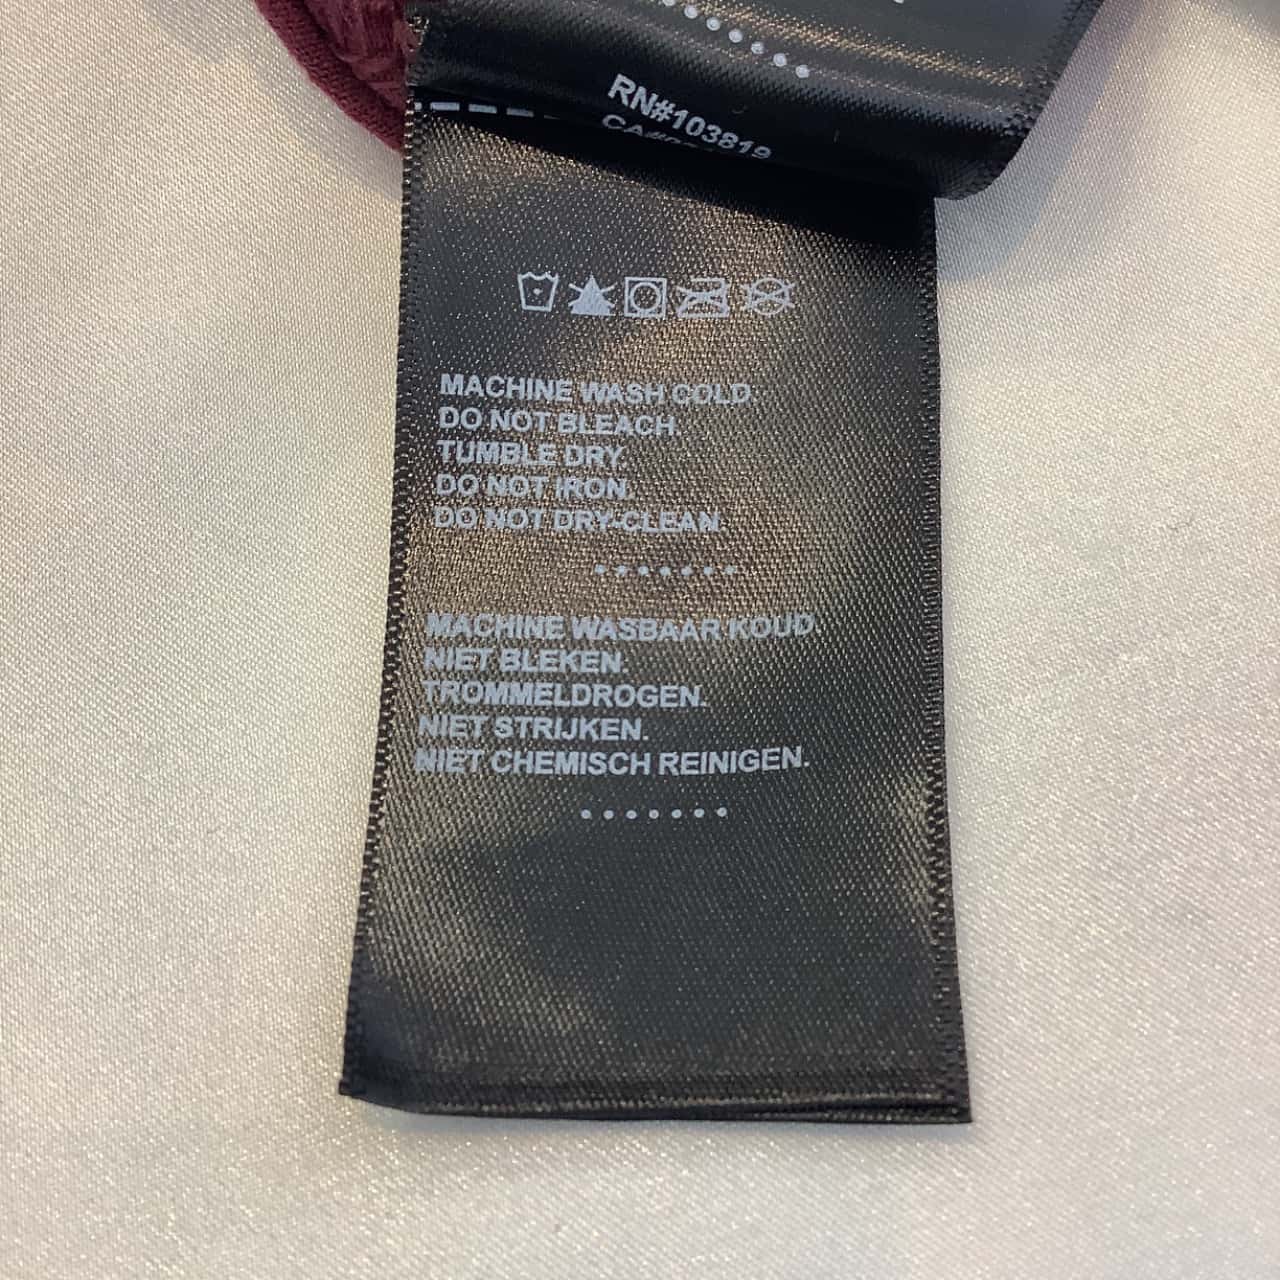 RN#103819
MACHINE WASH COLD.
DO NOT BLEACH.
TUMBLE DRY.
DO NOT IRON.
DO NOT DRY-CLEAN.
MACHINE WASBAAR KOUD.
NIET BLEKEN.
TROMMELDROGEN.
NIET STRIJKEN.
NIET CHEMISCH REINIGEN.